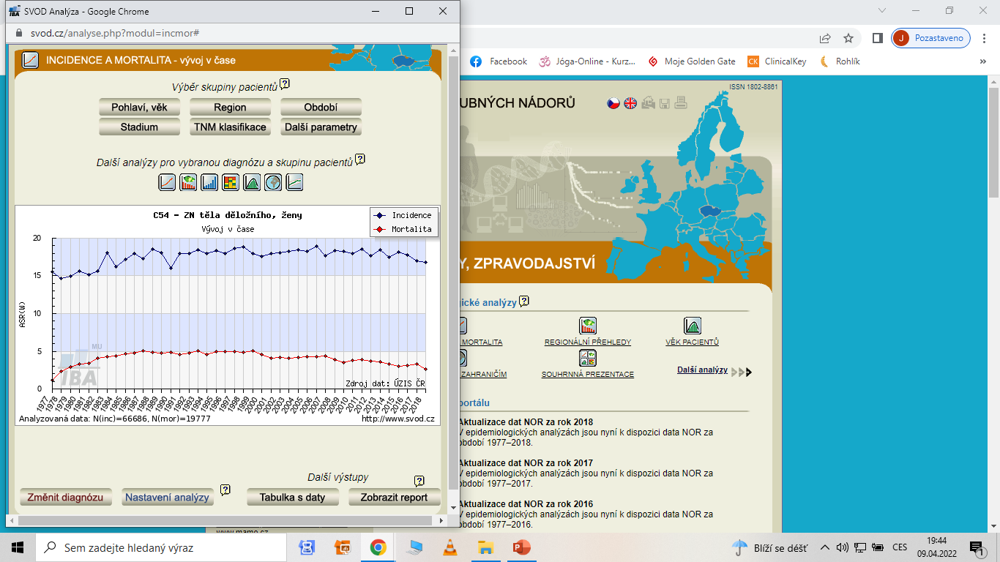 SVOD Analýza - Google Chrome
svod.cz/analyse.php?modul=incmor#
INCIDENCE A MORTALITA - vývoj v čase
Výběr skupiny pacientů ?
Pohlaví, věk Region Období
Stadium TNM klasifikace Další parametry
Další analýzy pro vybranou diagnózu a skupinu pacientů ?
C54 - ZN těla děložního, ženy
Vývoj v čase
Incidence
Mortalita
ASR(W)
20
15
10
5
0
MU
IBA
Zdroj dat: ÚZIS ČR
1977 1978 1979 1980 1981 1982 1983 1984 1985 1986 1987 1988 1989 1990 1991 1992 1993 1994 1995 1996 1997 1998 1999 2000 2001 2002 2003 2004 2005 2006 2007 2008 2009 2010 2011 2012 2013 2014 2015 2016 2017 2018
Analyzovaná data: N(inc)=66686, N(mor)=19777 http://www.svod.cz
Další výstupy ?
Změnit diagnózu Nastavení analýzy ? Tabulka s daty Zobrazit report
J Pozastaveno
Facebook Jóga-Online - Kurz... Moje Golden Gate CK ClinicalKey Rohlík »
ISSN 1802-8861
UBNÝCH NÁDORŮ
Y, ZPRAVODAJSTVÍ
gické analýzy ?
MORTALITA REGIONÁLNÍ PŘEHLEDY VĚK PACIENTŮ
ZAHRANIČÍM SOUHRNNÁ PREZENTACE Další analýzy
portálu
Aktualizace dat NOR za rok 2018
V epidemiologických analýzách jsou nyní k dispozici data NOR za
období 1977–2018.
Aktualizace dat NOR za rok 2017
V epidemiologických analýzách jsou nyní k dispozici data NOR za
období 1977–2017.
Aktualizace dat NOR za rok 2016
V epidemiologických analýzách jsou nyní k dispozici data NOR za
období 1977–2016.
Sem zadejte hledaný výraz
Blíží se déšť CES 19:44
09.04.2022
1